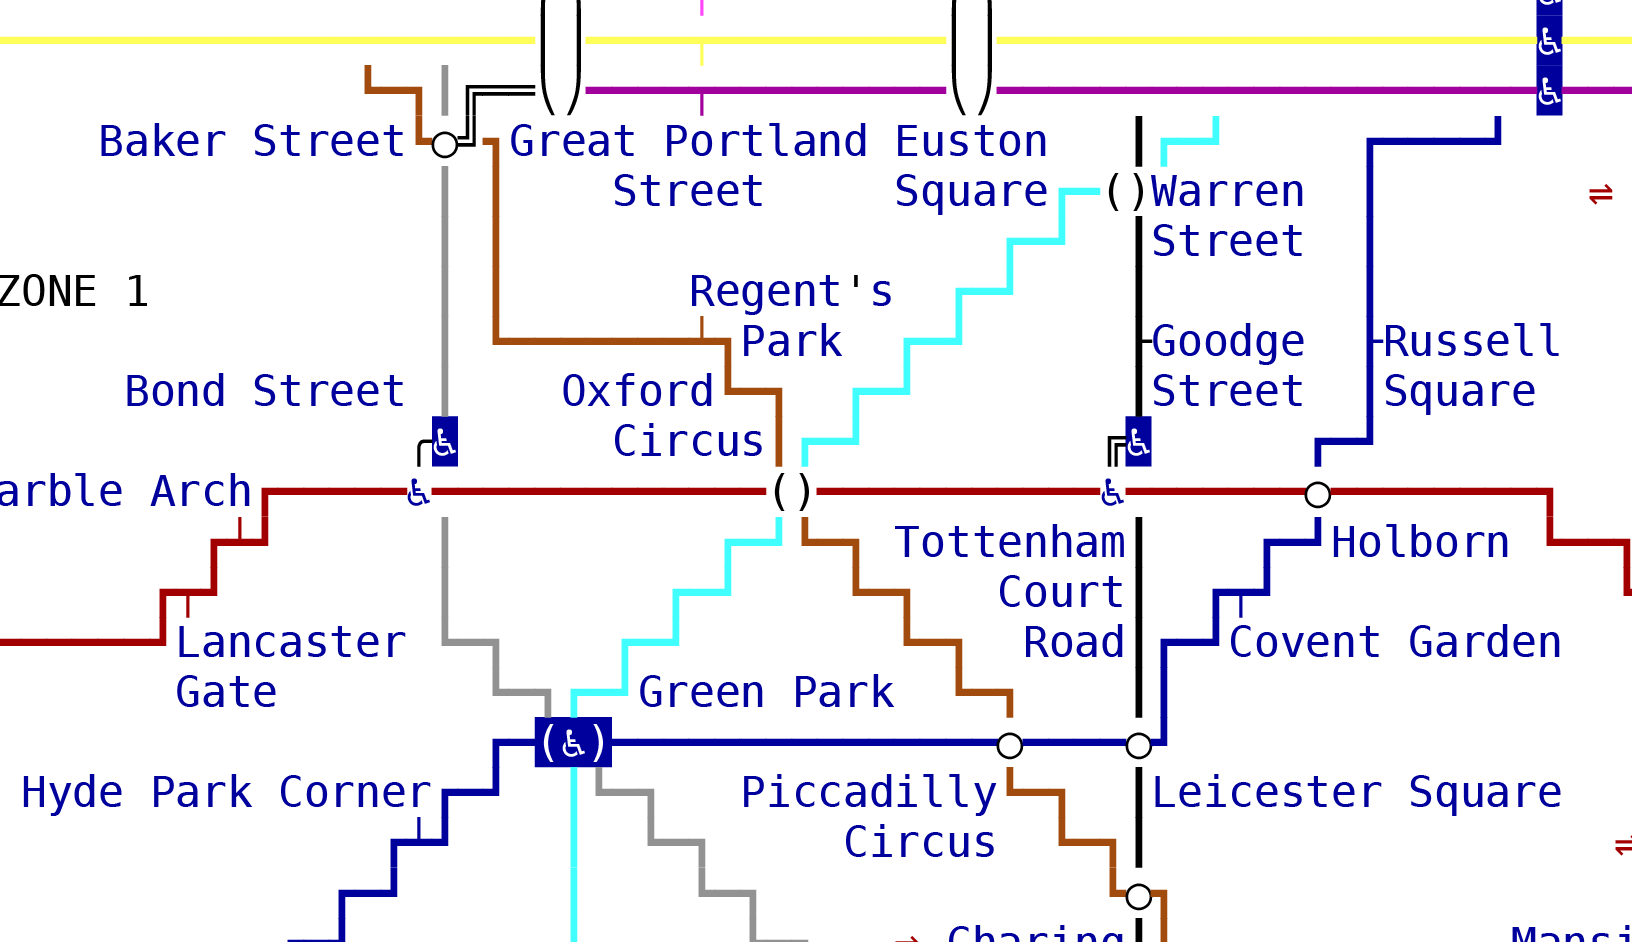 Baker Street
Great Portland
Street
Euston
Square
Warren
Street
ZONE 1
Regent's
Park
Goodge
Street
Russell
Square
Bond Street
Oxford
Circus
arble Arch
Tottenham
Court
Road
Holborn
Lancaster
Gate
Covent Garden
Green Park
Hyde Park Corner
Piccadilly
Circus
Leicester Square
Charing
Mansi